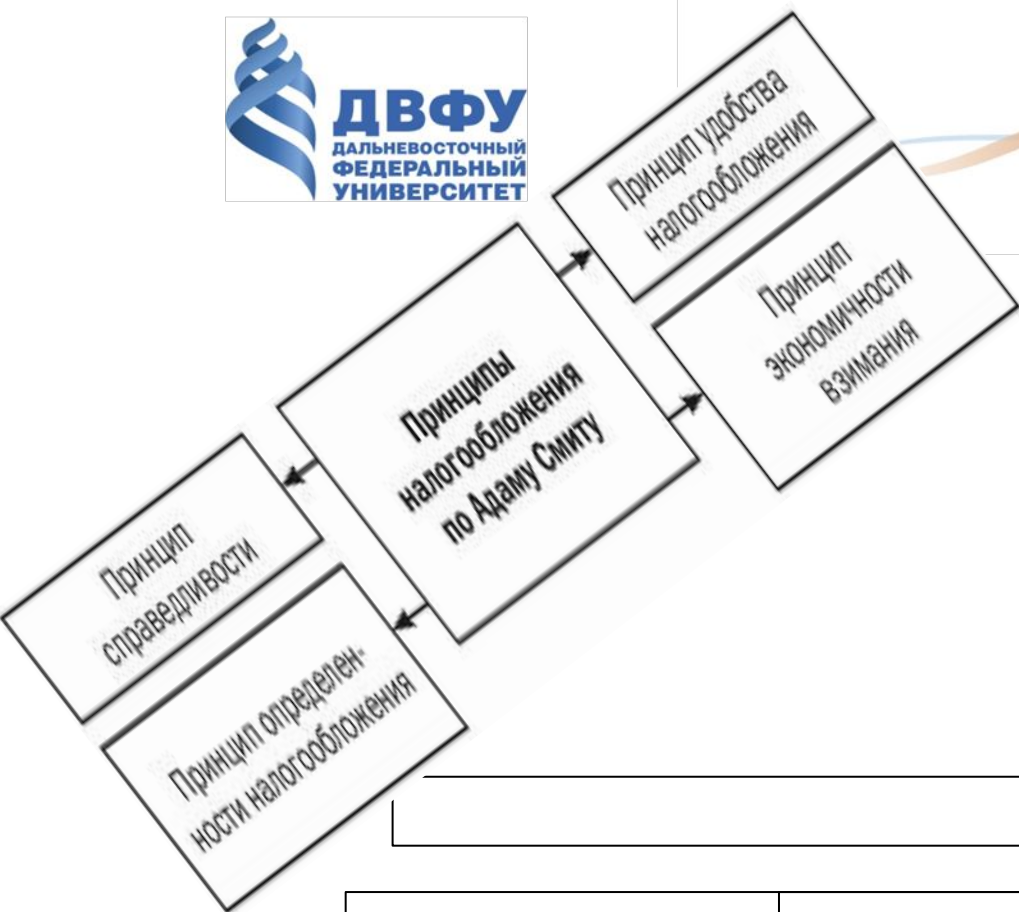 ДВФУ
ДАЛЬНЕВОСТОЧНЫЙ
ФЕДЕРАЛЬНЫЙ
УНИВЕРСИТЕТ
Принцип удобства
налогообложения
Принцип
экономичности
взимания
Принципы
налогообложения
по Адаму Смиту
Принцип
справедливости
Принцип определен-
ности налогообложения